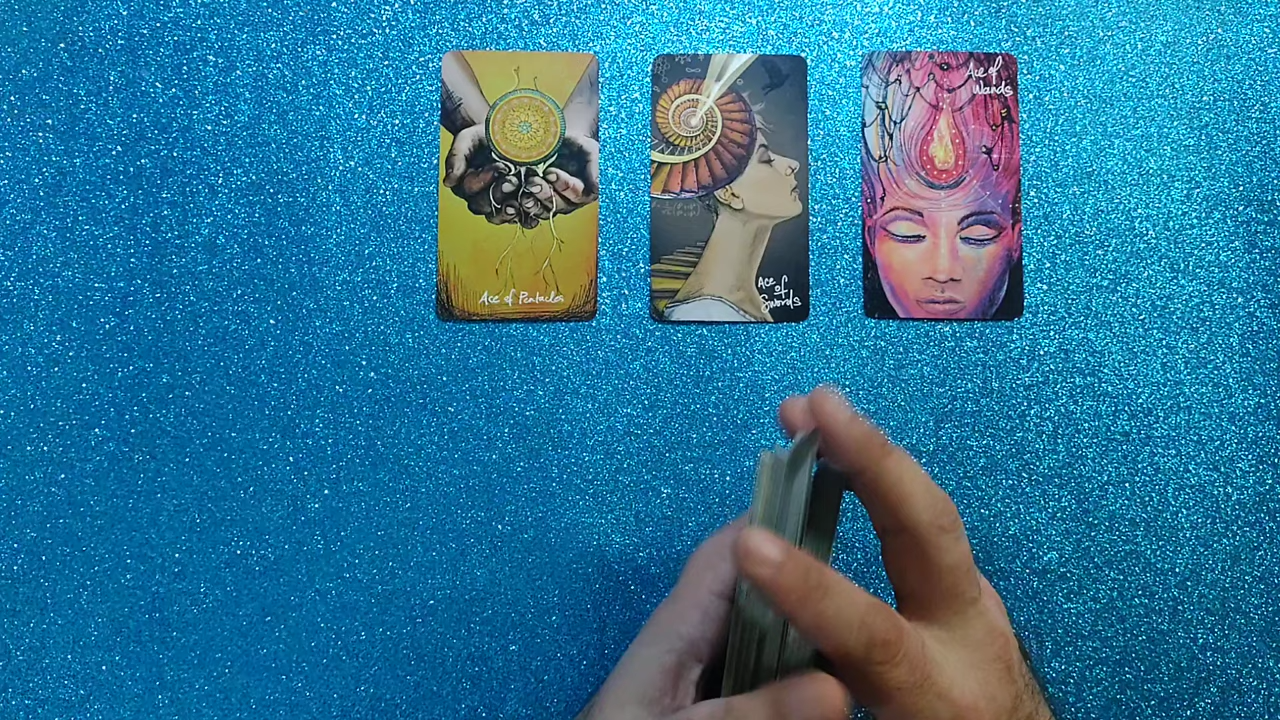 Ace of Pentacles
Ace
of
Swords
Ace of
Wands